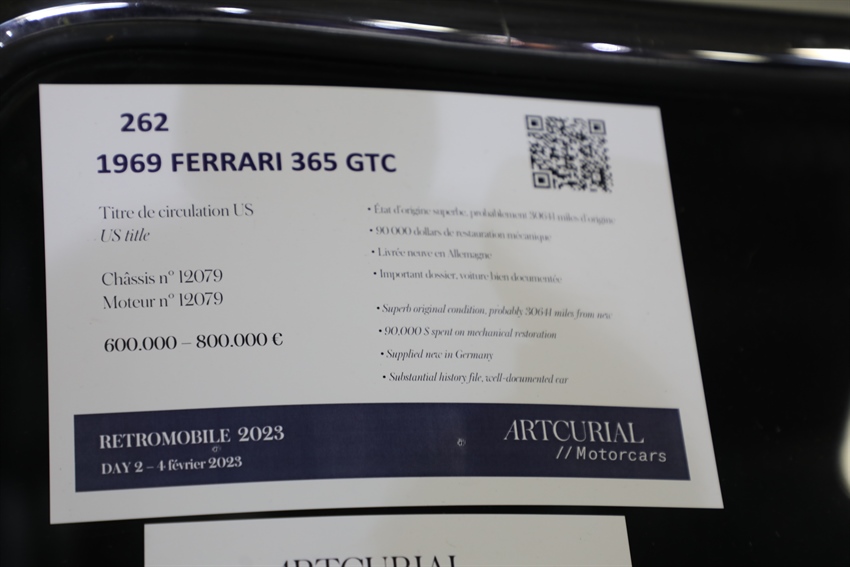 262
1969 FERRARI 365 GTC
Titre de circulation US
US title
Châssis n° 12079
Moteur n° 12079
600.000 – 800.000 €
• État d'origine superbe, probablement 30641 miles d'origine
• 90 000 dollars de restauration mécanique
• Livrée neuve en Allemagne
• Important dossier, voiture bien documentée
• Superb original condition, probably 30641 miles from new
• 90,000 $ spent on mechanical restoration
• Supplied new in Germany
• Substantial history file, well-documented car
RETROMOBILE 2023
DAY 2 – 4 février 2023
ARTCURIAL
//Motorcars
ARTCURIAL